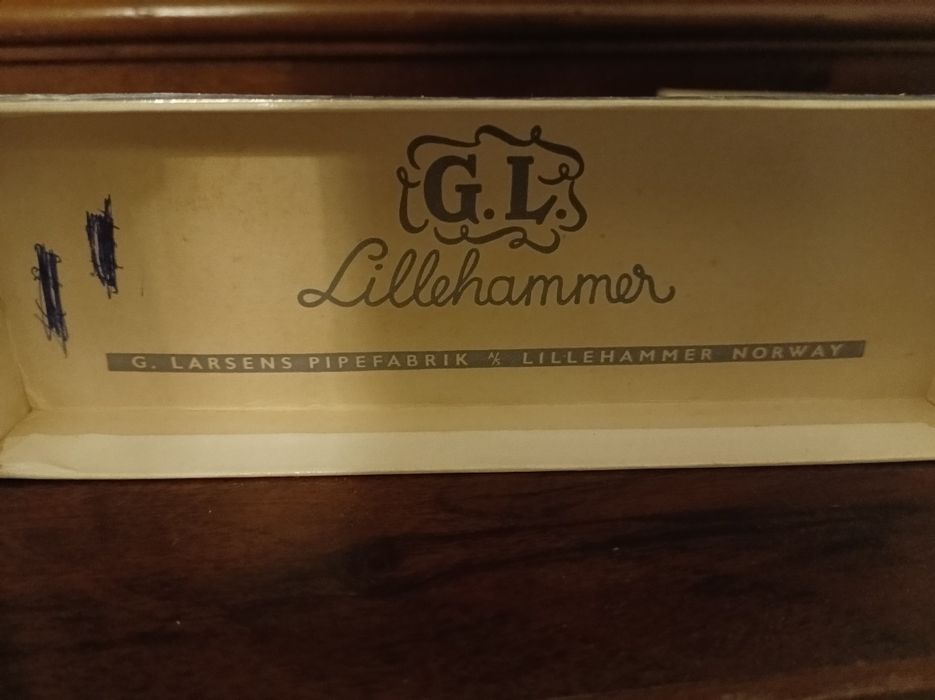 G. L.
Lillehammer
G. LARSENS PIPEFABRIK A/S LILLEHAMMER NORWAY